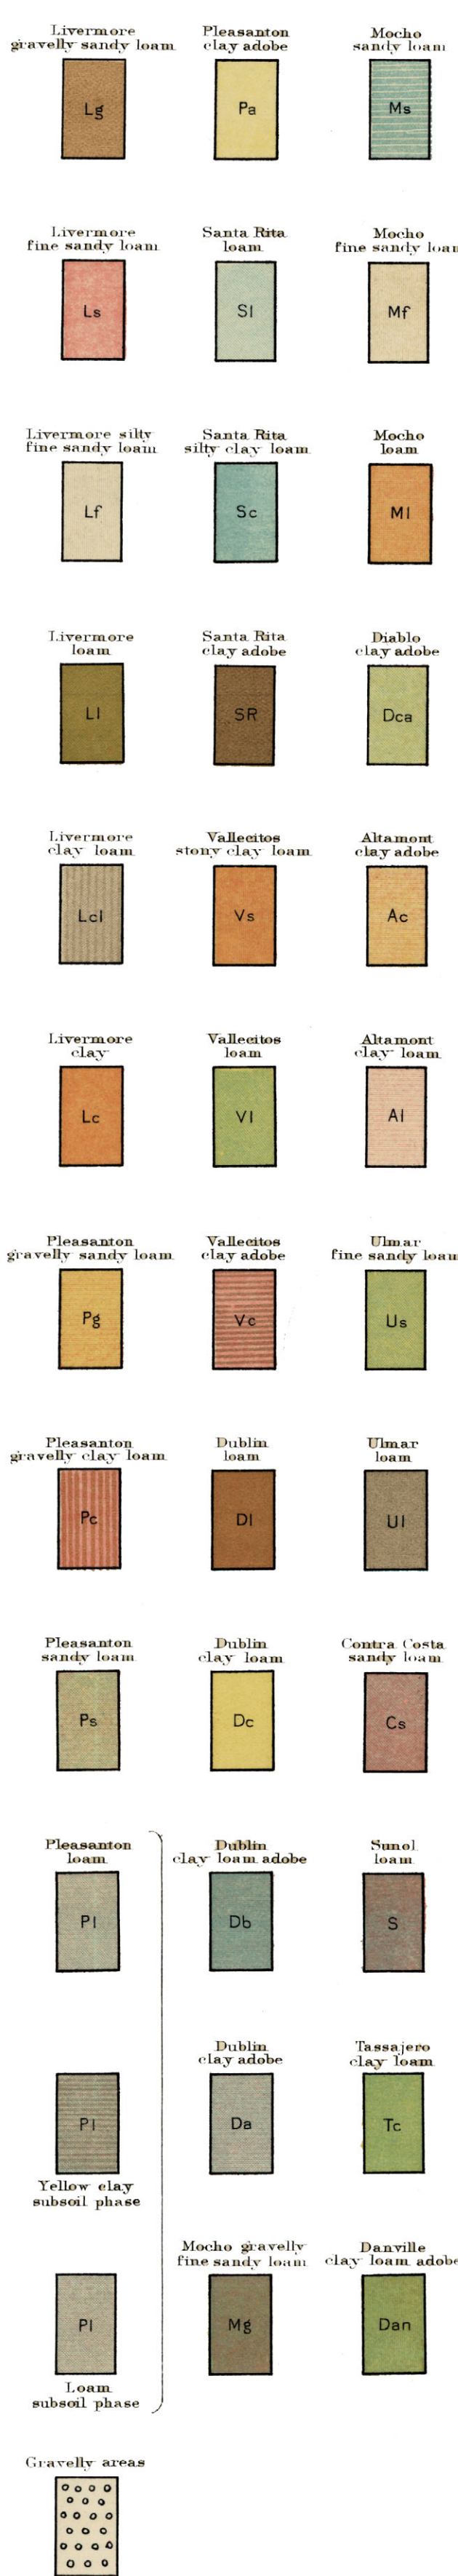 Livermore
gravelly sandy loam
Lg
Livermore
fine sandy loam
Ls
Livermore silty
fine sandy loam
Lf
Livermore
loam
Ll
Livermore
clay loam
Lcl
Livermore
clay
Lc
Pleasanton
gravelly sandy loam
Pg
Pleasanton
gravelly clay loam
Pc
Pleasanton
sandy loam
Ps
Pleasanton
loam
Pl
Pl
Yellow clay
subsoil phase
Pl
Loam
subsoil phase
Gravelly areas
Pleasanton
clay adobe
Pa
Santa Rita
loam
Sl
Santa Rita
silty clay loam
Sc
Santa Rita
clay adobe
SR
Vallecitos
stony clay loam
Vs
Vallecitos
loam
Vl
Vallecitos
clay adobe
Vc
Dublin
loam
Dl
Dublin
clay loam
Dc
Dublin
clay loam adobe
Db
Dublin
clay adobe
Da
Mocho gravelly
fine sandy loam
Mg
Mocho
sandy loam
Ms
Mocho
fine sandy loam
Mf
Mocho
loam
Ml
Diablo
clay adobe
Dca
Altamont
clay adobe
Ac
Altamont
clay loam
Al
Ulmar
fine sandy loam
Us
Ulmar
loam
Ul
Contra Costa
sandy loam
Cs
Sunol
loam
S
Tassajero
clay loam
Tc
Danville
clay loam adobe
Dan